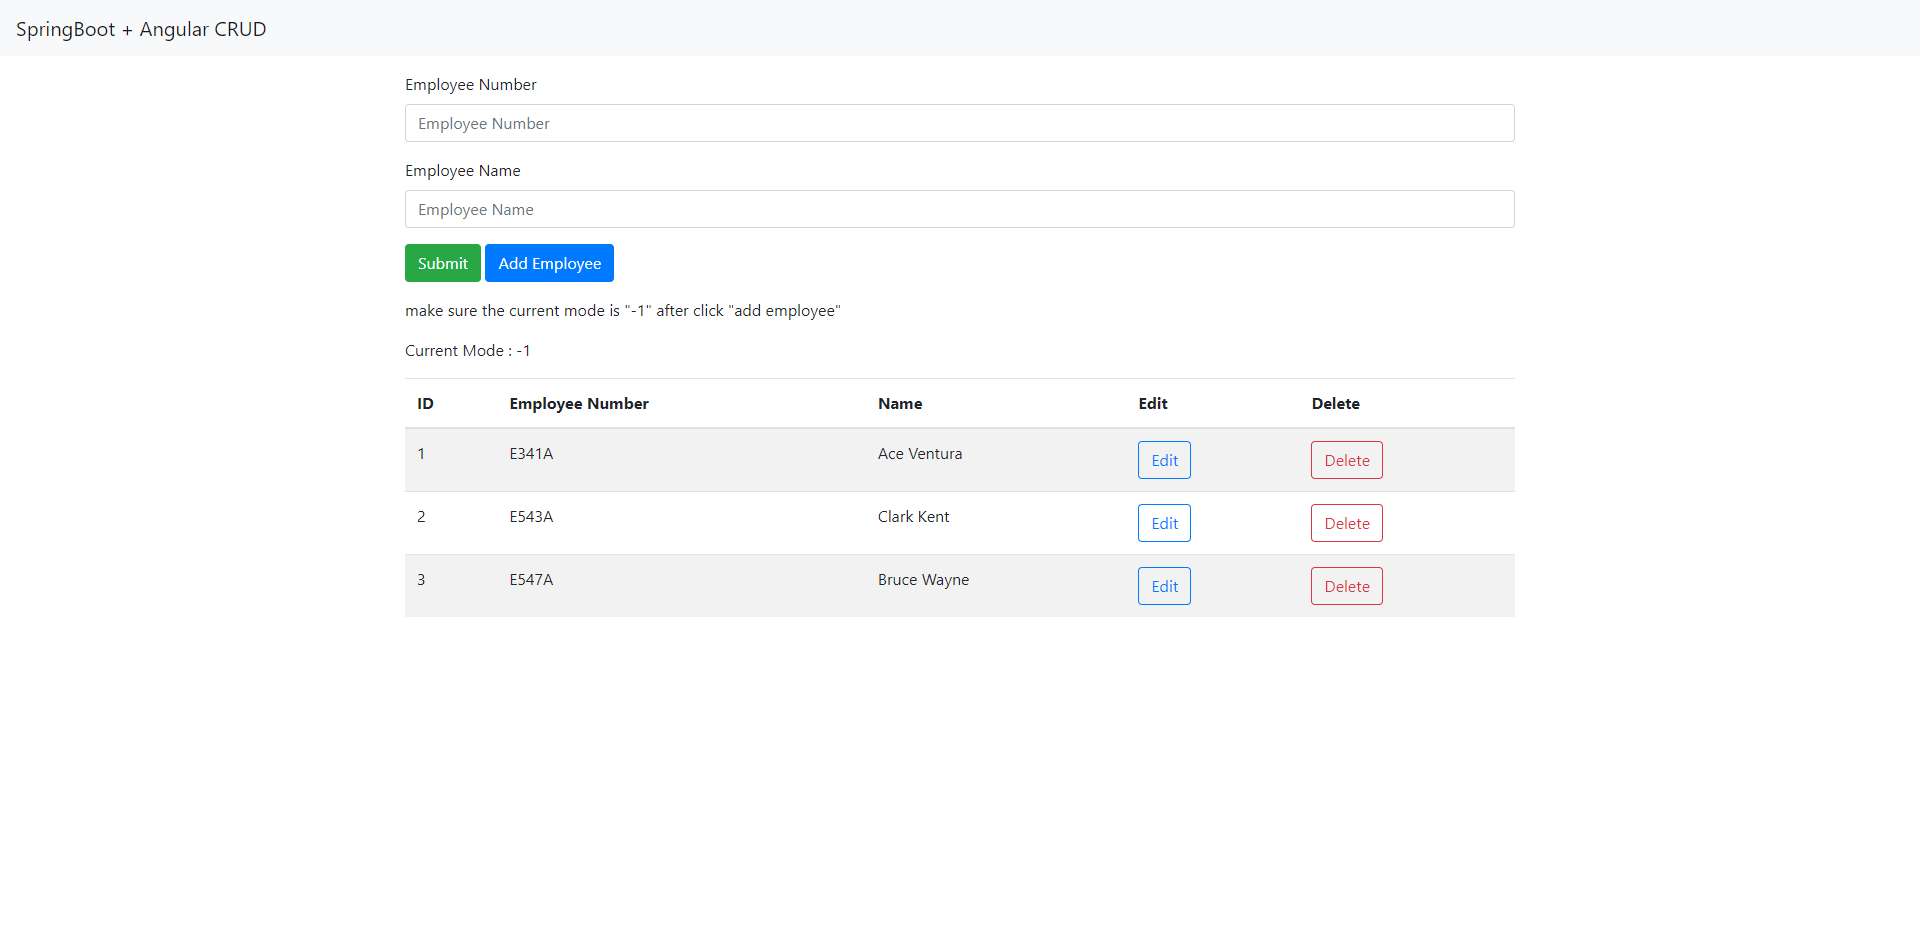 SpringBoot + Angular CRUD
Employee Number
Employee Number
Employee Name
Employee Name
Submit Add Employee
make sure the current mode is "-1" after click "add employee"
Current Mode : -1
ID Employee Number Name Edit Delete
1 E341A Ace Ventura Edit Delete
2 E543A Clark Kent Edit Delete
3 E547A Bruce Wayne Edit Delete